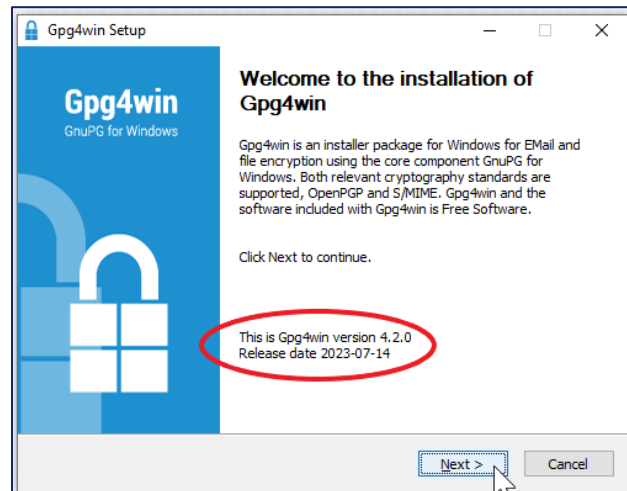 Gpg4win Setup
Gpg4win
GnuPG for Windows
Welcome to the installation of
Gpg4win
Gpg4win is an installer package for Windows for EMail and
file encryption using the core component GnuPG for
Windows. Both relevant cryptography standards are
supported, OpenPGP and S/MIME. Gpg4win and the
software included with Gpg4win is Free Software.
Click Next to continue.
This is Gpg4win version 4.2.0
Release date 2023-07-14
Next >
Cancel